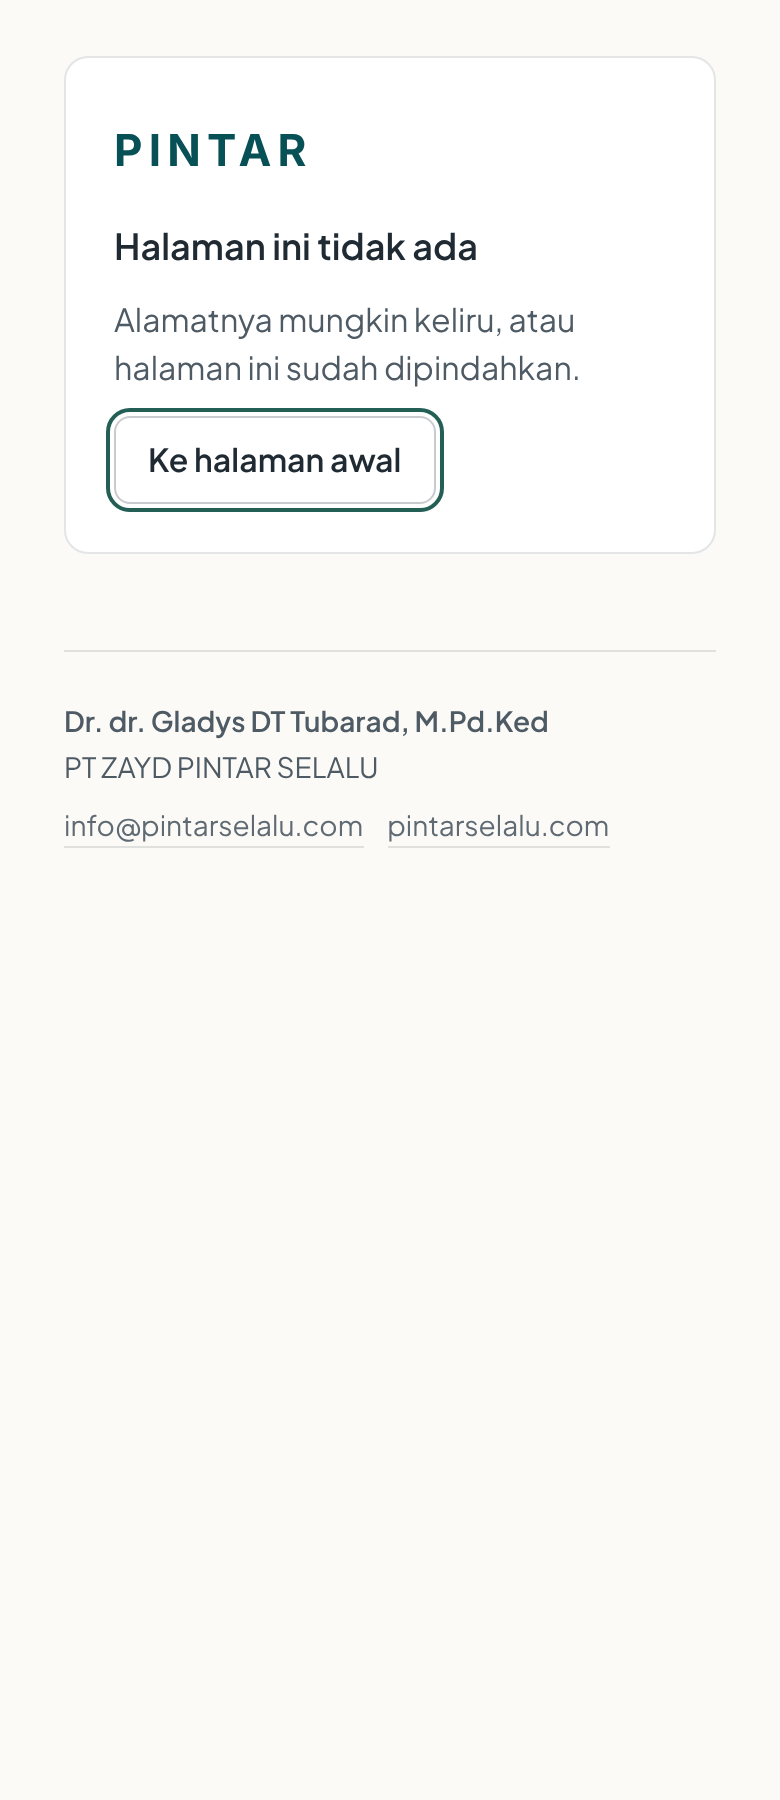 PINTAR
Halaman ini tidak ada
Alamatnya mungkin keliru, atau
halaman ini sudah dipindahkan.
Ke halaman awal
Dr. dr. Gladys DT Tubarad, M.Pd.Ked
PT ZAYD PINTAR SELALU
info@pintarselalu.com pintarselalu.com